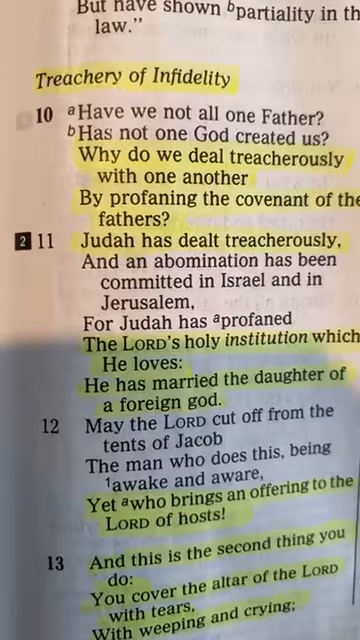 But have shown bpartiality in th
law.”
Treachery of Infidelity
10 aHave we not all one Father?
bHas not one God created us?
Why do we deal treacherously
with one another
By profaning the covenant of the
fathers?
2 11 Judah has dealt treacherously,
And an abomination has been
committed in Israel and in
Jerusalem,
For Judah has aprofaned
The LORD’s holy institution which
He loves:
He has married the daughter of
a foreign god.
12 May the LORD cut off from the
tents of Jacob
The man who does this, being
1awake and aware,
Yet awho brings an offering to the
LORD of hosts!
13 And this is the second thing you
do:
You cover the altar of the LORD
with tears,
With weeping and crying;